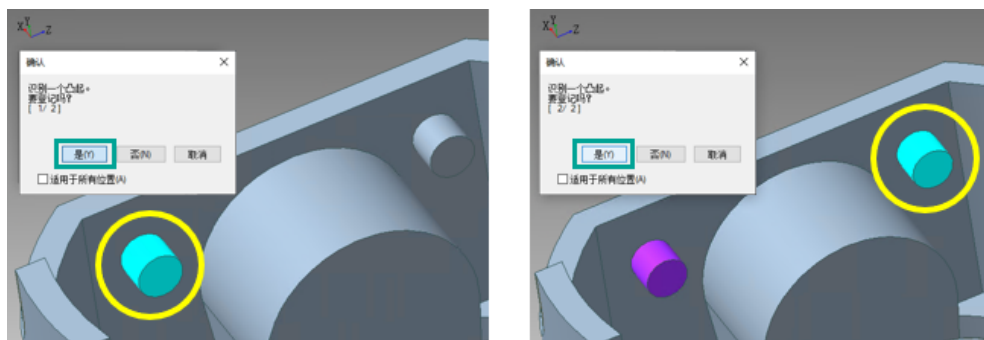 X
Y
Z
确认
识别一个凸起。
要登记吗?
[ 1/ 2]
是(Y)
否(N)
取消
适用于所有位置(A)
X
Y
Z
确认
识别一个凸起。
要登记吗?
[ 2/ 2]
是(Y)
否(N)
取消
适用于所有位置(A)